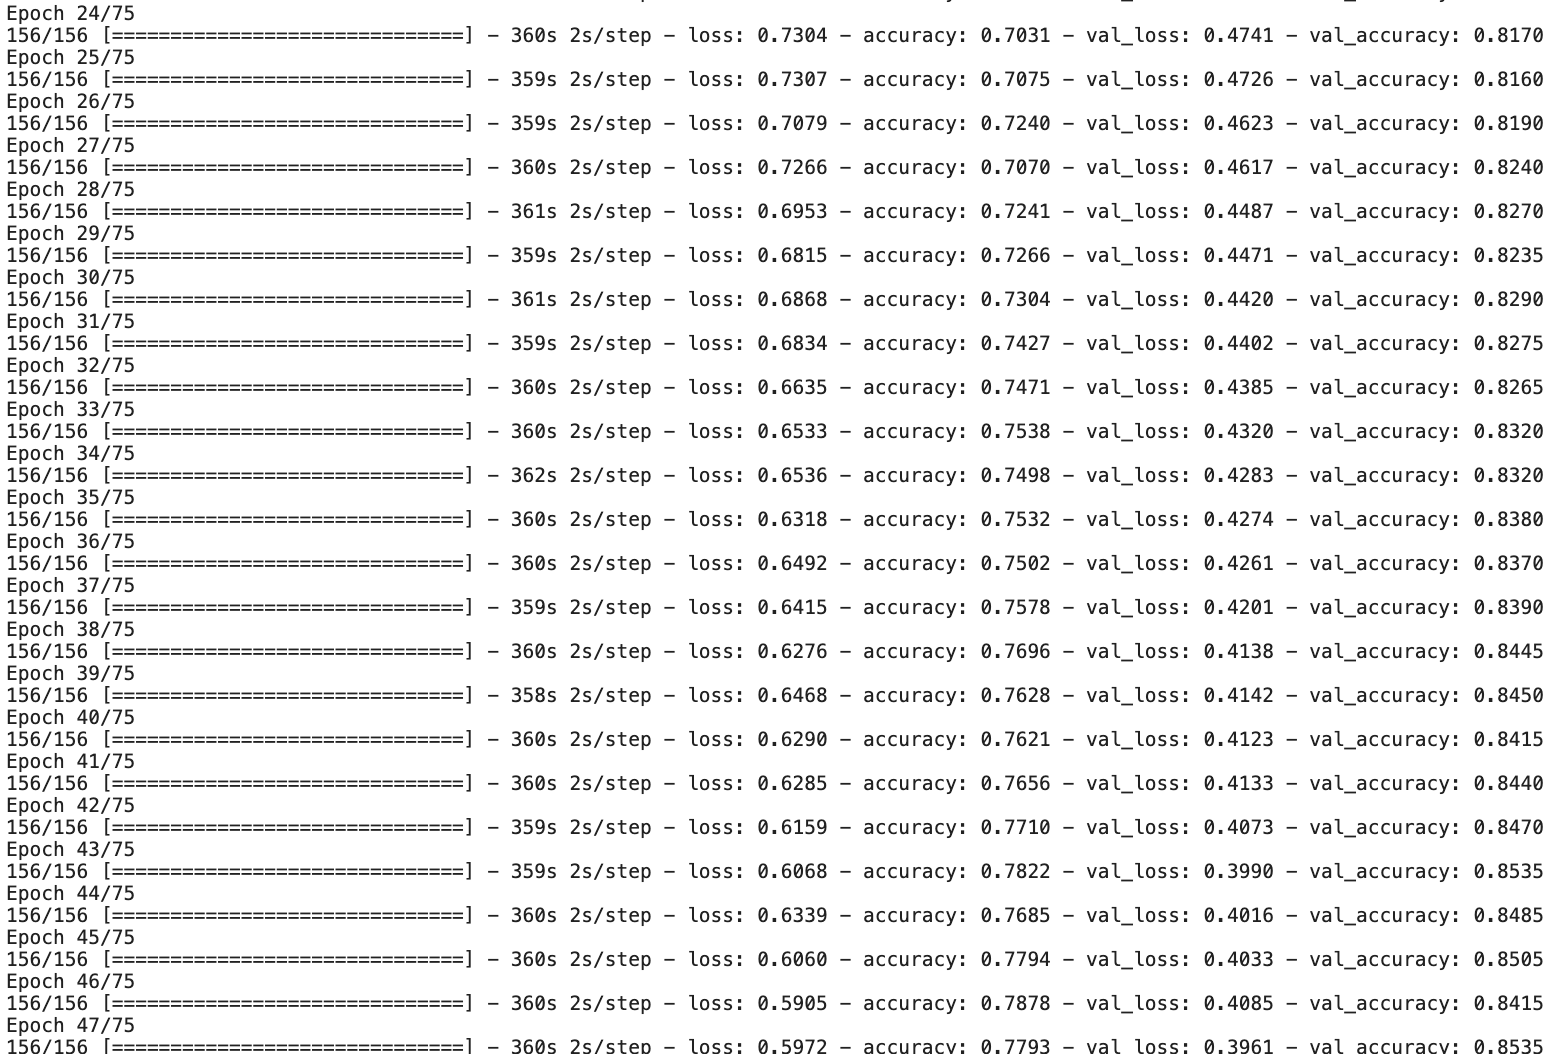 Epoch 24/75
156/156 [==============================] - 360s 2s/step - loss: 0.7304 - accuracy: 0.7031 - val_loss: 0.4741 - val_accuracy: 0.8170
Epoch 25/75
156/156 [==============================] - 359s 2s/step - loss: 0.7307 - accuracy: 0.7075 - val_loss: 0.4726 - val_accuracy: 0.8160
Epoch 26/75
156/156 [==============================] - 359s 2s/step - loss: 0.7079 - accuracy: 0.7240 - val_loss: 0.4623 - val_accuracy: 0.8190
Epoch 27/75
156/156 [==============================] - 360s 2s/step - loss: 0.7266 - accuracy: 0.7070 - val_loss: 0.4617 - val_accuracy: 0.8240
Epoch 28/75
156/156 [==============================] - 361s 2s/step - loss: 0.6953 - accuracy: 0.7241 - val_loss: 0.4487 - val_accuracy: 0.8270
Epoch 29/75
156/156 [==============================] - 359s 2s/step - loss: 0.6815 - accuracy: 0.7266 - val_loss: 0.4471 - val_accuracy: 0.8235
Epoch 30/75
156/156 [==============================] - 361s 2s/step - loss: 0.6868 - accuracy: 0.7304 - val_loss: 0.4420 - val_accuracy: 0.8290
Epoch 31/75
156/156 [==============================] - 359s 2s/step - loss: 0.6834 - accuracy: 0.7427 - val_loss: 0.4402 - val_accuracy: 0.8275
Epoch 32/75
156/156 [==============================] - 360s 2s/step - loss: 0.6635 - accuracy: 0.7471 - val_loss: 0.4385 - val_accuracy: 0.8265
Epoch 33/75
156/156 [==============================] - 360s 2s/step - loss: 0.6533 - accuracy: 0.7538 - val_loss: 0.4320 - val_accuracy: 0.8320
Epoch 34/75
156/156 [==============================] - 362s 2s/step - loss: 0.6536 - accuracy: 0.7498 - val_loss: 0.4283 - val_accuracy: 0.8320
Epoch 35/75
156/156 [==============================] - 360s 2s/step - loss: 0.6318 - accuracy: 0.7532 - val_loss: 0.4274 - val_accuracy: 0.8380
Epoch 36/75
156/156 [==============================] - 360s 2s/step - loss: 0.6492 - accuracy: 0.7502 - val_loss: 0.4261 - val_accuracy: 0.8370
Epoch 37/75
156/156 [==============================] - 359s 2s/step - loss: 0.6415 - accuracy: 0.7578 - val_loss: 0.4201 - val_accuracy: 0.8390
Epoch 38/75
156/156 [==============================] - 360s 2s/step - loss: 0.6276 - accuracy: 0.7696 - val_loss: 0.4138 - val_accuracy: 0.8445
Epoch 39/75
156/156 [==============================] - 358s 2s/step - loss: 0.6468 - accuracy: 0.7628 - val_loss: 0.4142 - val_accuracy: 0.8450
Epoch 40/75
156/156 [==============================] - 360s 2s/step - loss: 0.6290 - accuracy: 0.7621 - val_loss: 0.4123 - val_accuracy: 0.8415
Epoch 41/75
156/156 [==============================] - 360s 2s/step - loss: 0.6285 - accuracy: 0.7656 - val_loss: 0.4133 - val_accuracy: 0.8440
Epoch 42/75
156/156 [==============================] - 359s 2s/step - loss: 0.6159 - accuracy: 0.7710 - val_loss: 0.4073 - val_accuracy: 0.8470
Epoch 43/75
156/156 [==============================] - 359s 2s/step - loss: 0.6068 - accuracy: 0.7822 - val_loss: 0.3990 - val_accuracy: 0.8535
Epoch 44/75
156/156 [==============================] - 360s 2s/step - loss: 0.6339 - accuracy: 0.7685 - val_loss: 0.4016 - val_accuracy: 0.8485
Epoch 45/75
156/156 [==============================] - 360s 2s/step - loss: 0.6060 - accuracy: 0.7794 - val_loss: 0.4033 - val_accuracy: 0.8505
Epoch 46/75
156/156 [==============================] - 360s 2s/step - loss: 0.5905 - accuracy: 0.7878 - val_loss: 0.4085 - val_accuracy: 0.8415
Epoch 47/75
156/156 [==============================] - 360s 2s/step - loss: 0.5972 - accuracy: 0.7793 - val_loss: 0.3961 - val_accuracy: 0.8535